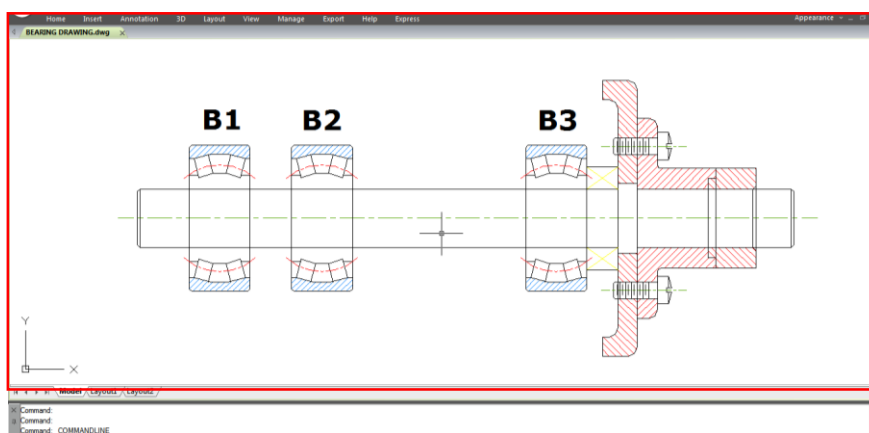 Home Insert Annotation 3D Layout View Manage Export Help Express Appearance
BEARING DRAWING.dwg
B1 B2 B3
Y
X
Model Layout1 Layout2
Command:
Command:
Command: COMMANDLINE